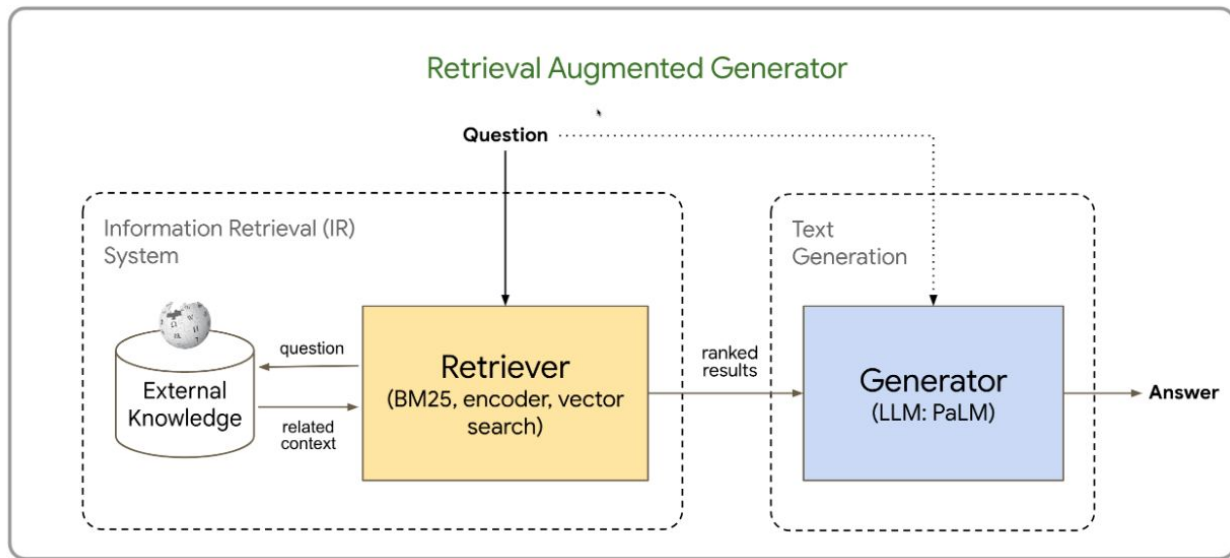 Retrieval Augmented Generator
Question
Information Retrieval (IR)
System
Text
Generation
question
External
Knowledge
related
context
Retriever
(BM25, encoder, vector
search)
ranked
results
Generator
(LLM: PaLM)
Answer